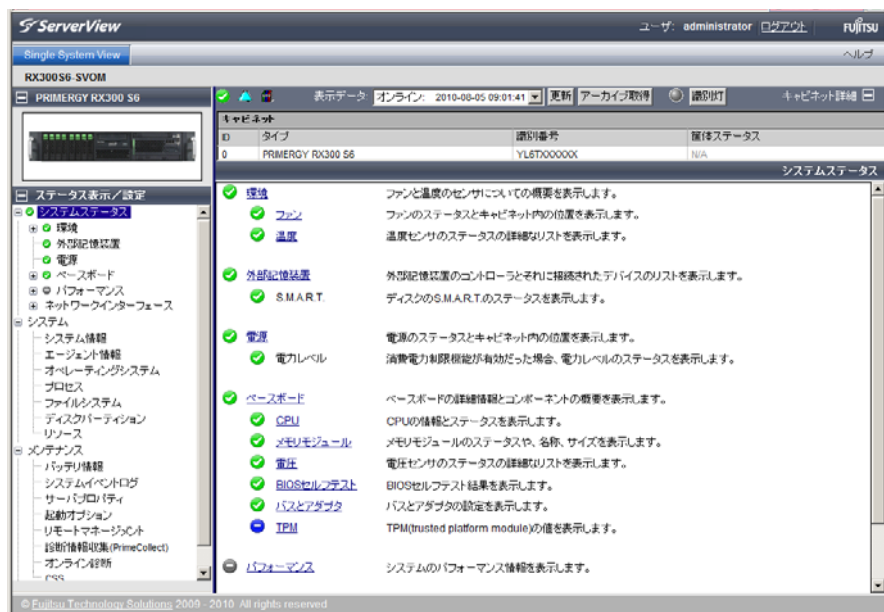 ServerView
ユーザ: administrator ログアウト FUJITSU
Single System View ヘルプ
RX300S6-SVOM
PRIMERGY RX300 S6
表示データ: オンライン: 2010-08-05 09:01:41 更新 アーカイブ取得 識別灯 キャビネット詳細
キャビネット
ID タイプ 識別番号 筐体ステータス
0 PRIMERGY RX300 S6 YL6TXXXXXX N/A
システムステータス
ステータス表示/設定
システムステータス
環境
外部記憶装置
電源
ベースボード
パフォーマンス
ネットワークインターフェース
システム
システム情報
エージェント情報
オペレーティングシステム
プロセス
ファイルシステム
ディスクパーティション
リソース
メンテナンス
バッテリ情報
システムイベントログ
サーバプロパティ
起動オプション
リモートマネージメント
診断情報収集(PrimeCollect)
オンライン診断
CSS
環境 ファンと温度のセンサについての概要を表示します。
ファン ファンのステータスとキャビネット内の位置を表示します。
温度 温度センサのステータスの詳細なリストを表示します。
外部記憶装置 外部記憶装置のコントローラとそれに接続されたデバイスのリストを表示します。
S.M.A.R.T. ディスクのS.M.A.R.T.のステータスを表示します。
電源 電源のステータスとキャビネット内の位置を表示します。
電力レベル 消費電力制限機能が有効だった場合、電力レベルのステータスを表示します。
ベースボード ベースボードの詳細情報とコンポーネントの概要を表示します。
CPU CPUの情報とステータスを表示します。
メモリモジュール メモリモジュールのステータスや、名称、サイズを表示します。
電圧 電圧センサのステータスの詳細なリストを表示します。
BIOSセルフテスト BIOSセルフテスト結果を表示します。
バスとアダプタ バスとアダプタの設定を表示します。
TPM TPM(trusted platform module)の値を表示します。
パフォーマンス システムのパフォーマンス情報を表示します。
© Fujitsu Technology Solutions 2009 - 2010 All rights reserved